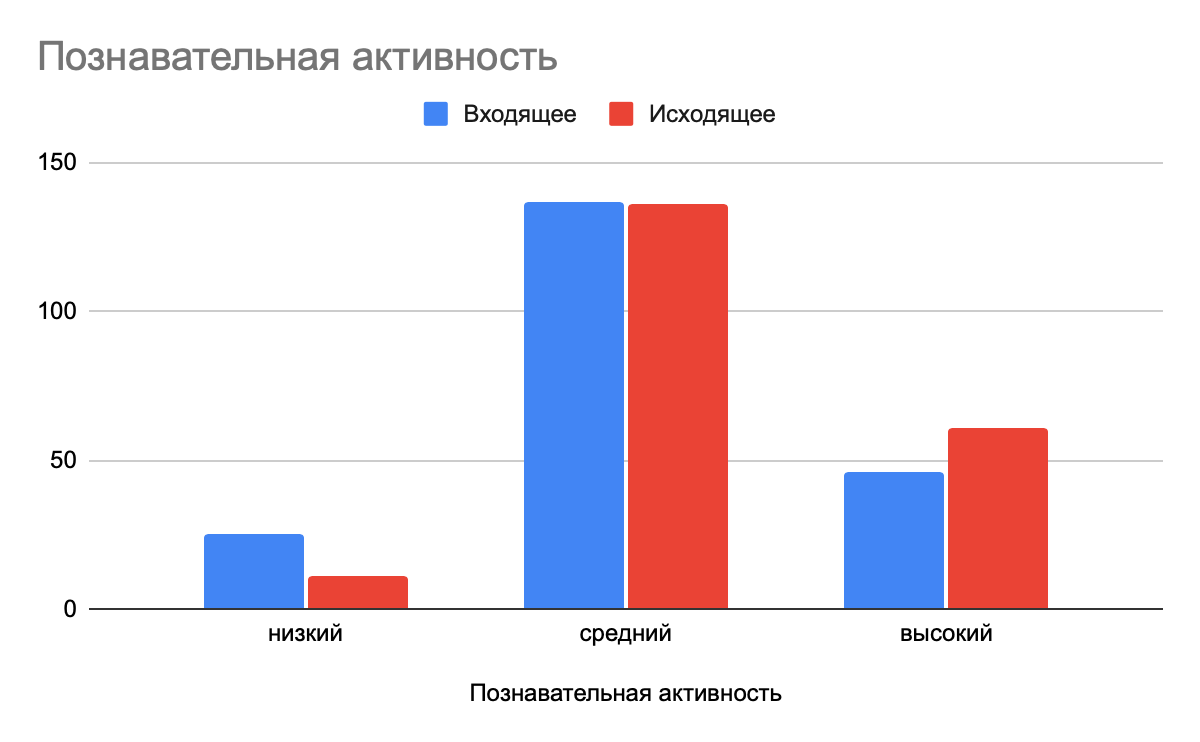 Познавательная активность
Входящее Исходящее
150
100
50
0
низкий средний высокий
Познавательная активность